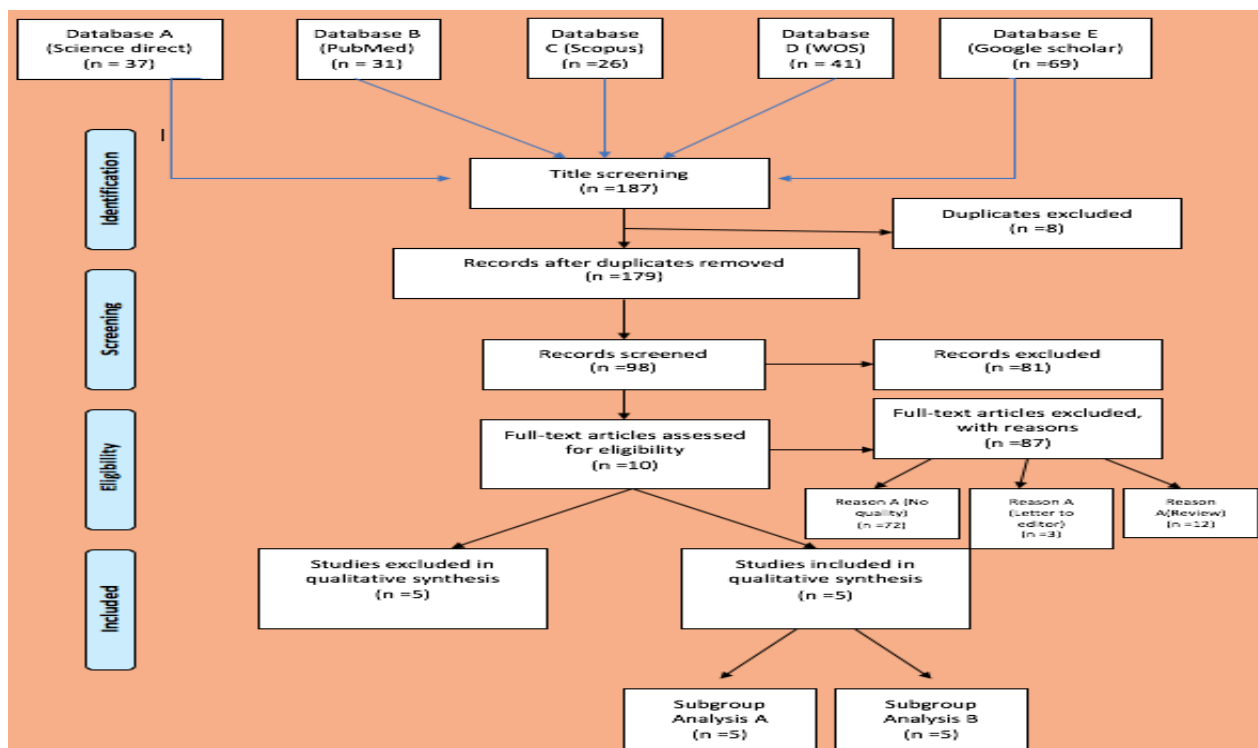 Database A
(Science direct)
(n = 37)
Database B
(PubMed)
(n = 31)
Database
C (Scopus)
(n =26)
Database
D (WOS)
(n = 41)
Database E
(Google scholar)
(n =69)
I
Identification
Title screening
(n =187)
Duplicates excluded
(n =8)
Records after duplicates removed
(n =179)
Screening
Records screened
(n =98)
Records excluded
(n =81)
Eligibility
Full-text articles assessed
for eligibility
(n =10)
Full-text articles excluded,
with reasons
(n =87)
Reason A (No
quality)
(n =72)
Reason A
(Letter to
editor)
(n =3)
Reason
A(Review)
(n =12)
Included
Studies excluded in
qualitative synthesis
(n =5)
Studies included in
qualitative synthesis
(n =5)
Subgroup
Analysis A
(n =5)
Subgroup
Analysis B
(n =5)